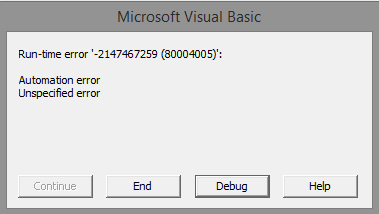 Microsoft Visual Basic
Run-time error '-2147467259 (80004005)':
Automation error
Unspecified error
Continue
End
Debug
Help